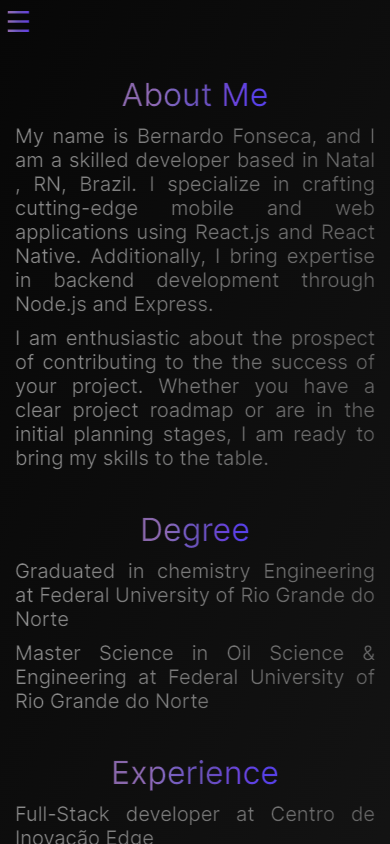 About Me
My name is Bernardo Fonseca, and I
am a skilled developer based in Natal
, RN, Brazil. I specialize in crafting
cutting-edge mobile and web
applications using React.js and React
Native. Additionally, I bring expertise
in backend development through
Node.js and Express.
I am enthusiastic about the prospect
of contributing to the the success of
your project. Whether you have a
clear project roadmap or are in the
initial planning stages, I am ready to
bring my skills to the table.
Degree
Graduated in chemistry Engineering
at Federal University of Rio Grande do
Norte
Master Science in Oil Science &
Engineering at Federal University of
Rio Grande do Norte
Experience
Full-Stack developer at Centro de
Inovação Edge